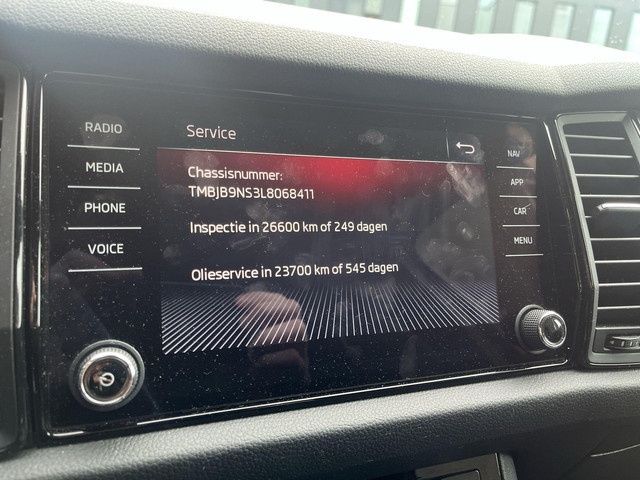 RADIO
MEDIA
PHONE
VOICE
Service
Chassisnummer:
TMBJB9NS3L8068411
Inspectie in 26600 km of 249 dagen
Olieservice in 23700 km of 545 dagen
NAV
APP
CAR
MENU